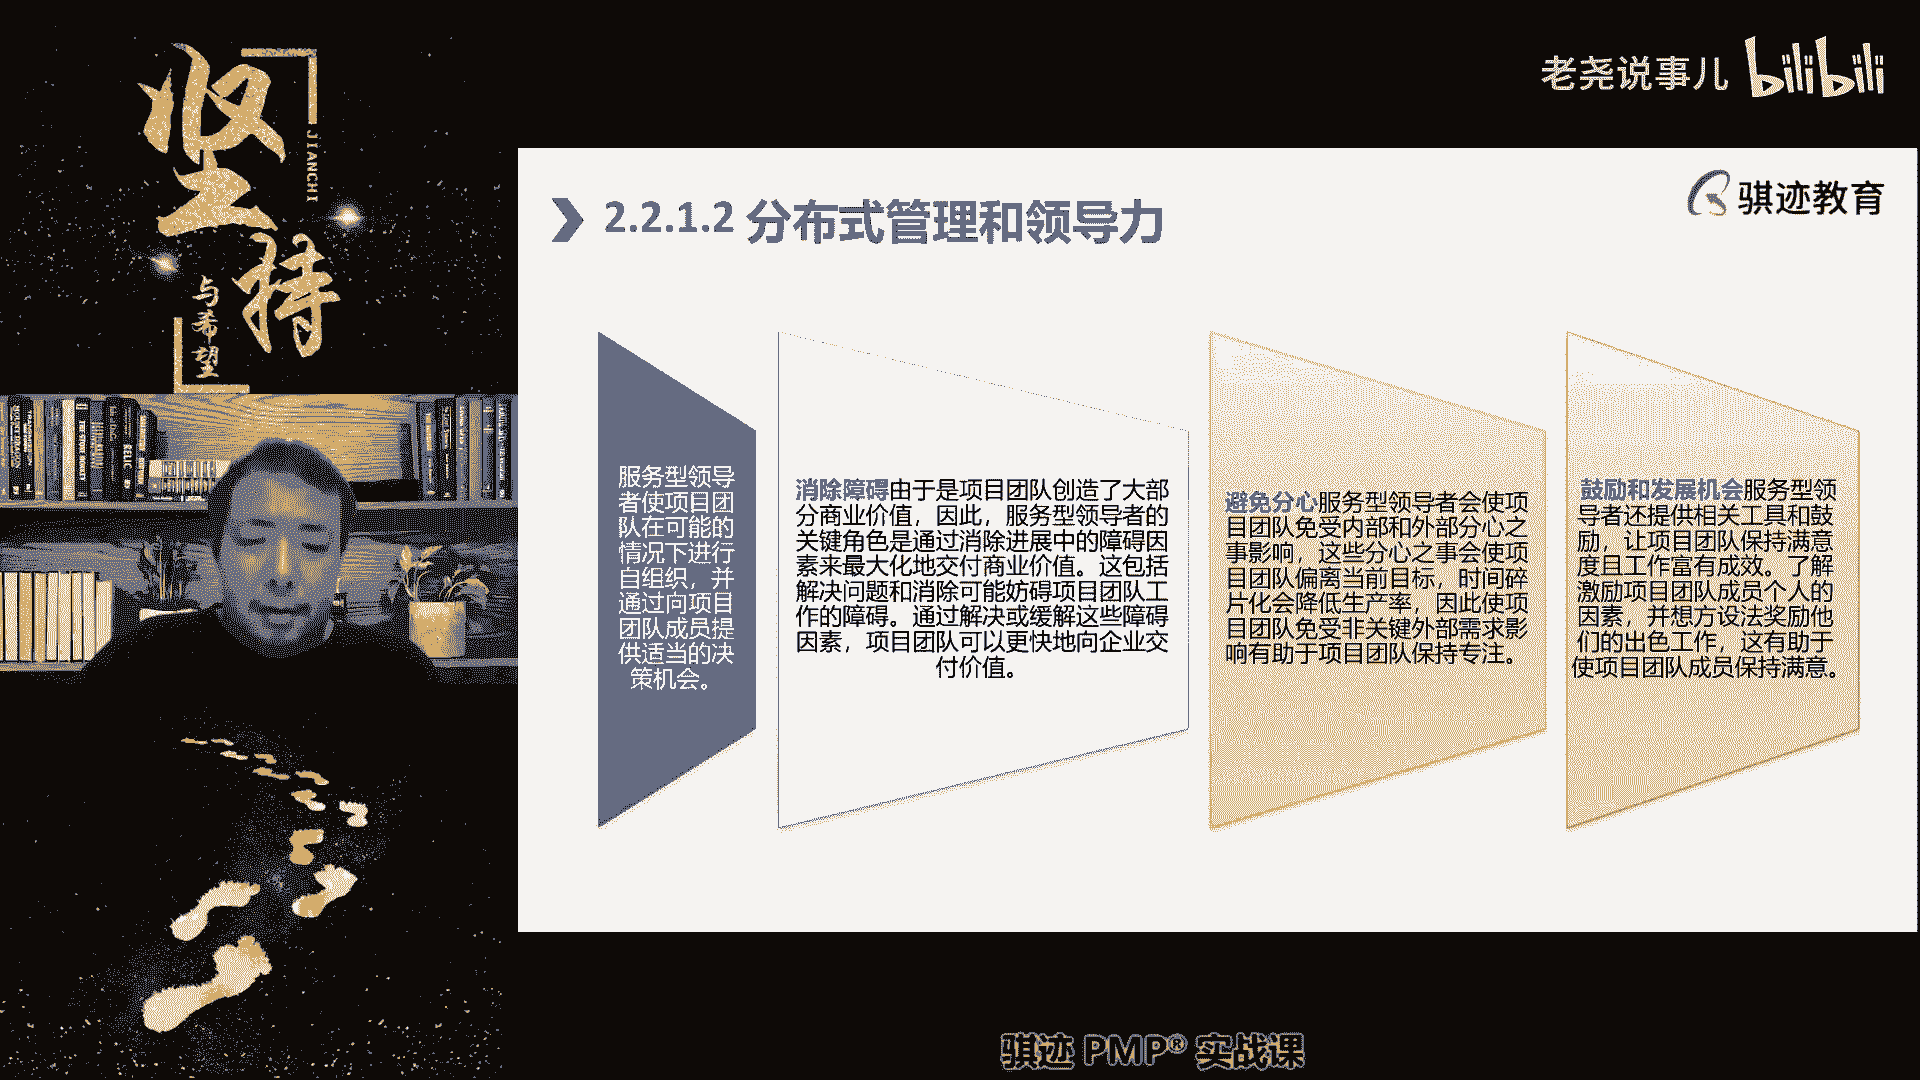 坚持
JIANCHI
与希望
老尧说事儿 bilibili
骐迹教育
2.2.1.2 分布式管理和领导力
服务型领导
者使项目团
队在可能的
情况下进行
自组织，并
通过向项目
团队成员提
供适当的决
策机会。
消除障碍由于是项目团队创造了大部
分商业价值，因此，服务型领导者的
关键角色是通过消除进展中的障碍因
素来最大化地交付商业价值。这包括
解决问题和消除可能妨碍项目团队工
作的障碍。通过解决或缓解这些障碍
因素，项目团队可以更快地向企业交
付价值。
避免分心服务型领导者会使项
目团队免受内部和外部分心之
事影响，这些分心之事会使项
目团队偏离当前目标，时间碎
片化会降低生产率，因此使项
目团队免受非关键外部需求影
响有助于项目团队保持专注。
鼓励和发展机会服务型领
导者还提供相关工具和鼓
励，让项目团队保持满意
度且工作富有成效。了解
激励项目团队成员个人的
因素，并想方设法奖励他
们的出色工作，这有助于
使项目团队成员保持满意。
骐迹 PMP® 实战课